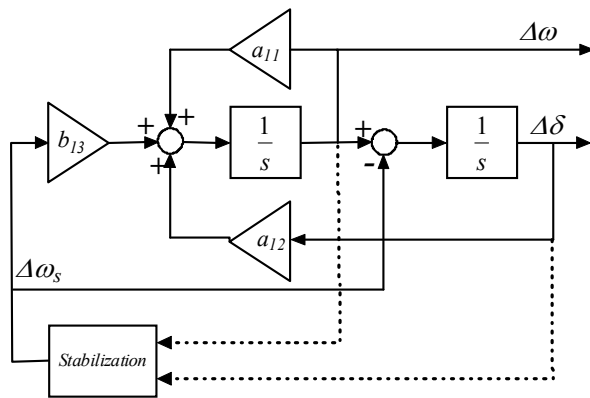 a₁₁
Δω
b₁₃
+
+
+
1
s
+
-
1
s
Δδ
a₁₂
Δωₛ
Stabilization